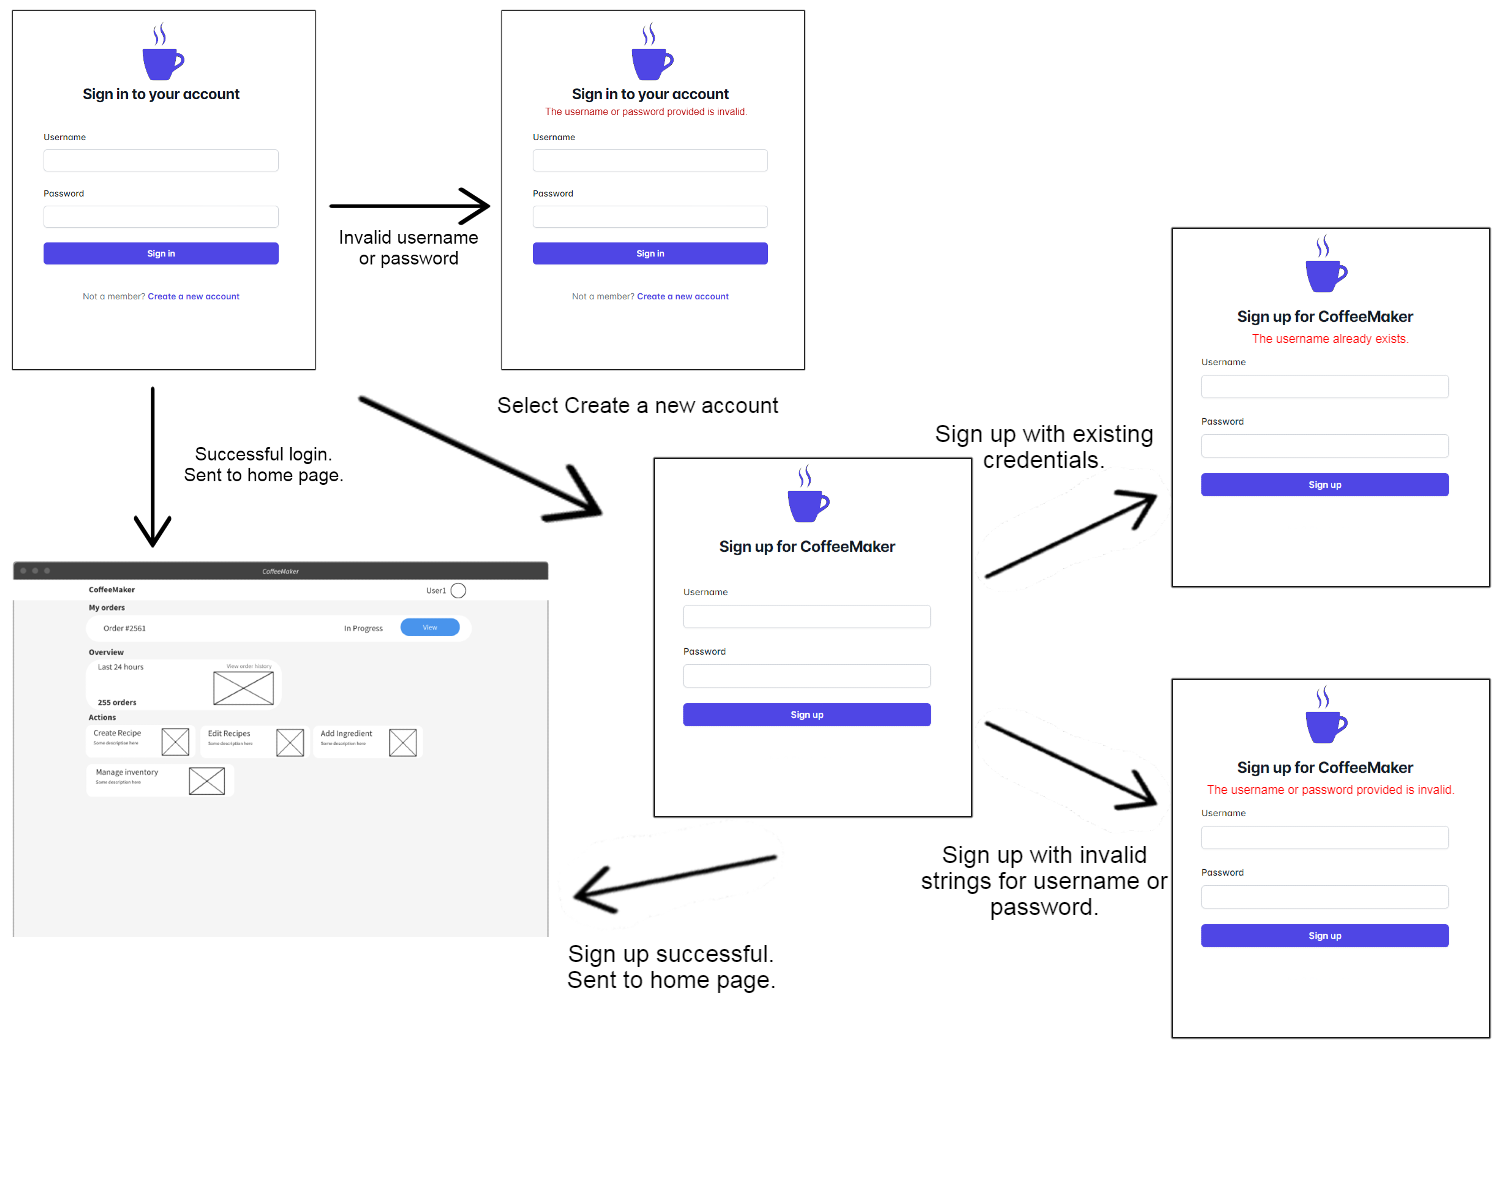 Sign in to your account
Username
Password
Sign in
Not a member? Create a new account
Invalid username
or password
Sign in to your account
The username or password provided is invalid.
Username
Password
Sign in
Not a member? Create a new account
Successful login.
Sent to home page.
Select Create a new account
CoffeeMaker
CoffeeMaker
User1
My orders
Order #2561
In Progress
View
Overview
Last 24 hours
View order history
255 orders
Actions
Create Recipe
Some description here
Edit Recipes
Some description here
Add Ingredient
Some description here
Manage inventory
Some description here
Sign up for CoffeeMaker
Username
Password
Sign up
Sign up successful.
Sent to home page.
Sign up with existing
credentials.
Sign up for CoffeeMaker
The username already exists.
Username
Password
Sign up
Sign up with invalid
strings for username or
password.
Sign up for CoffeeMaker
The username or password provided is invalid.
Username
Password
Sign up